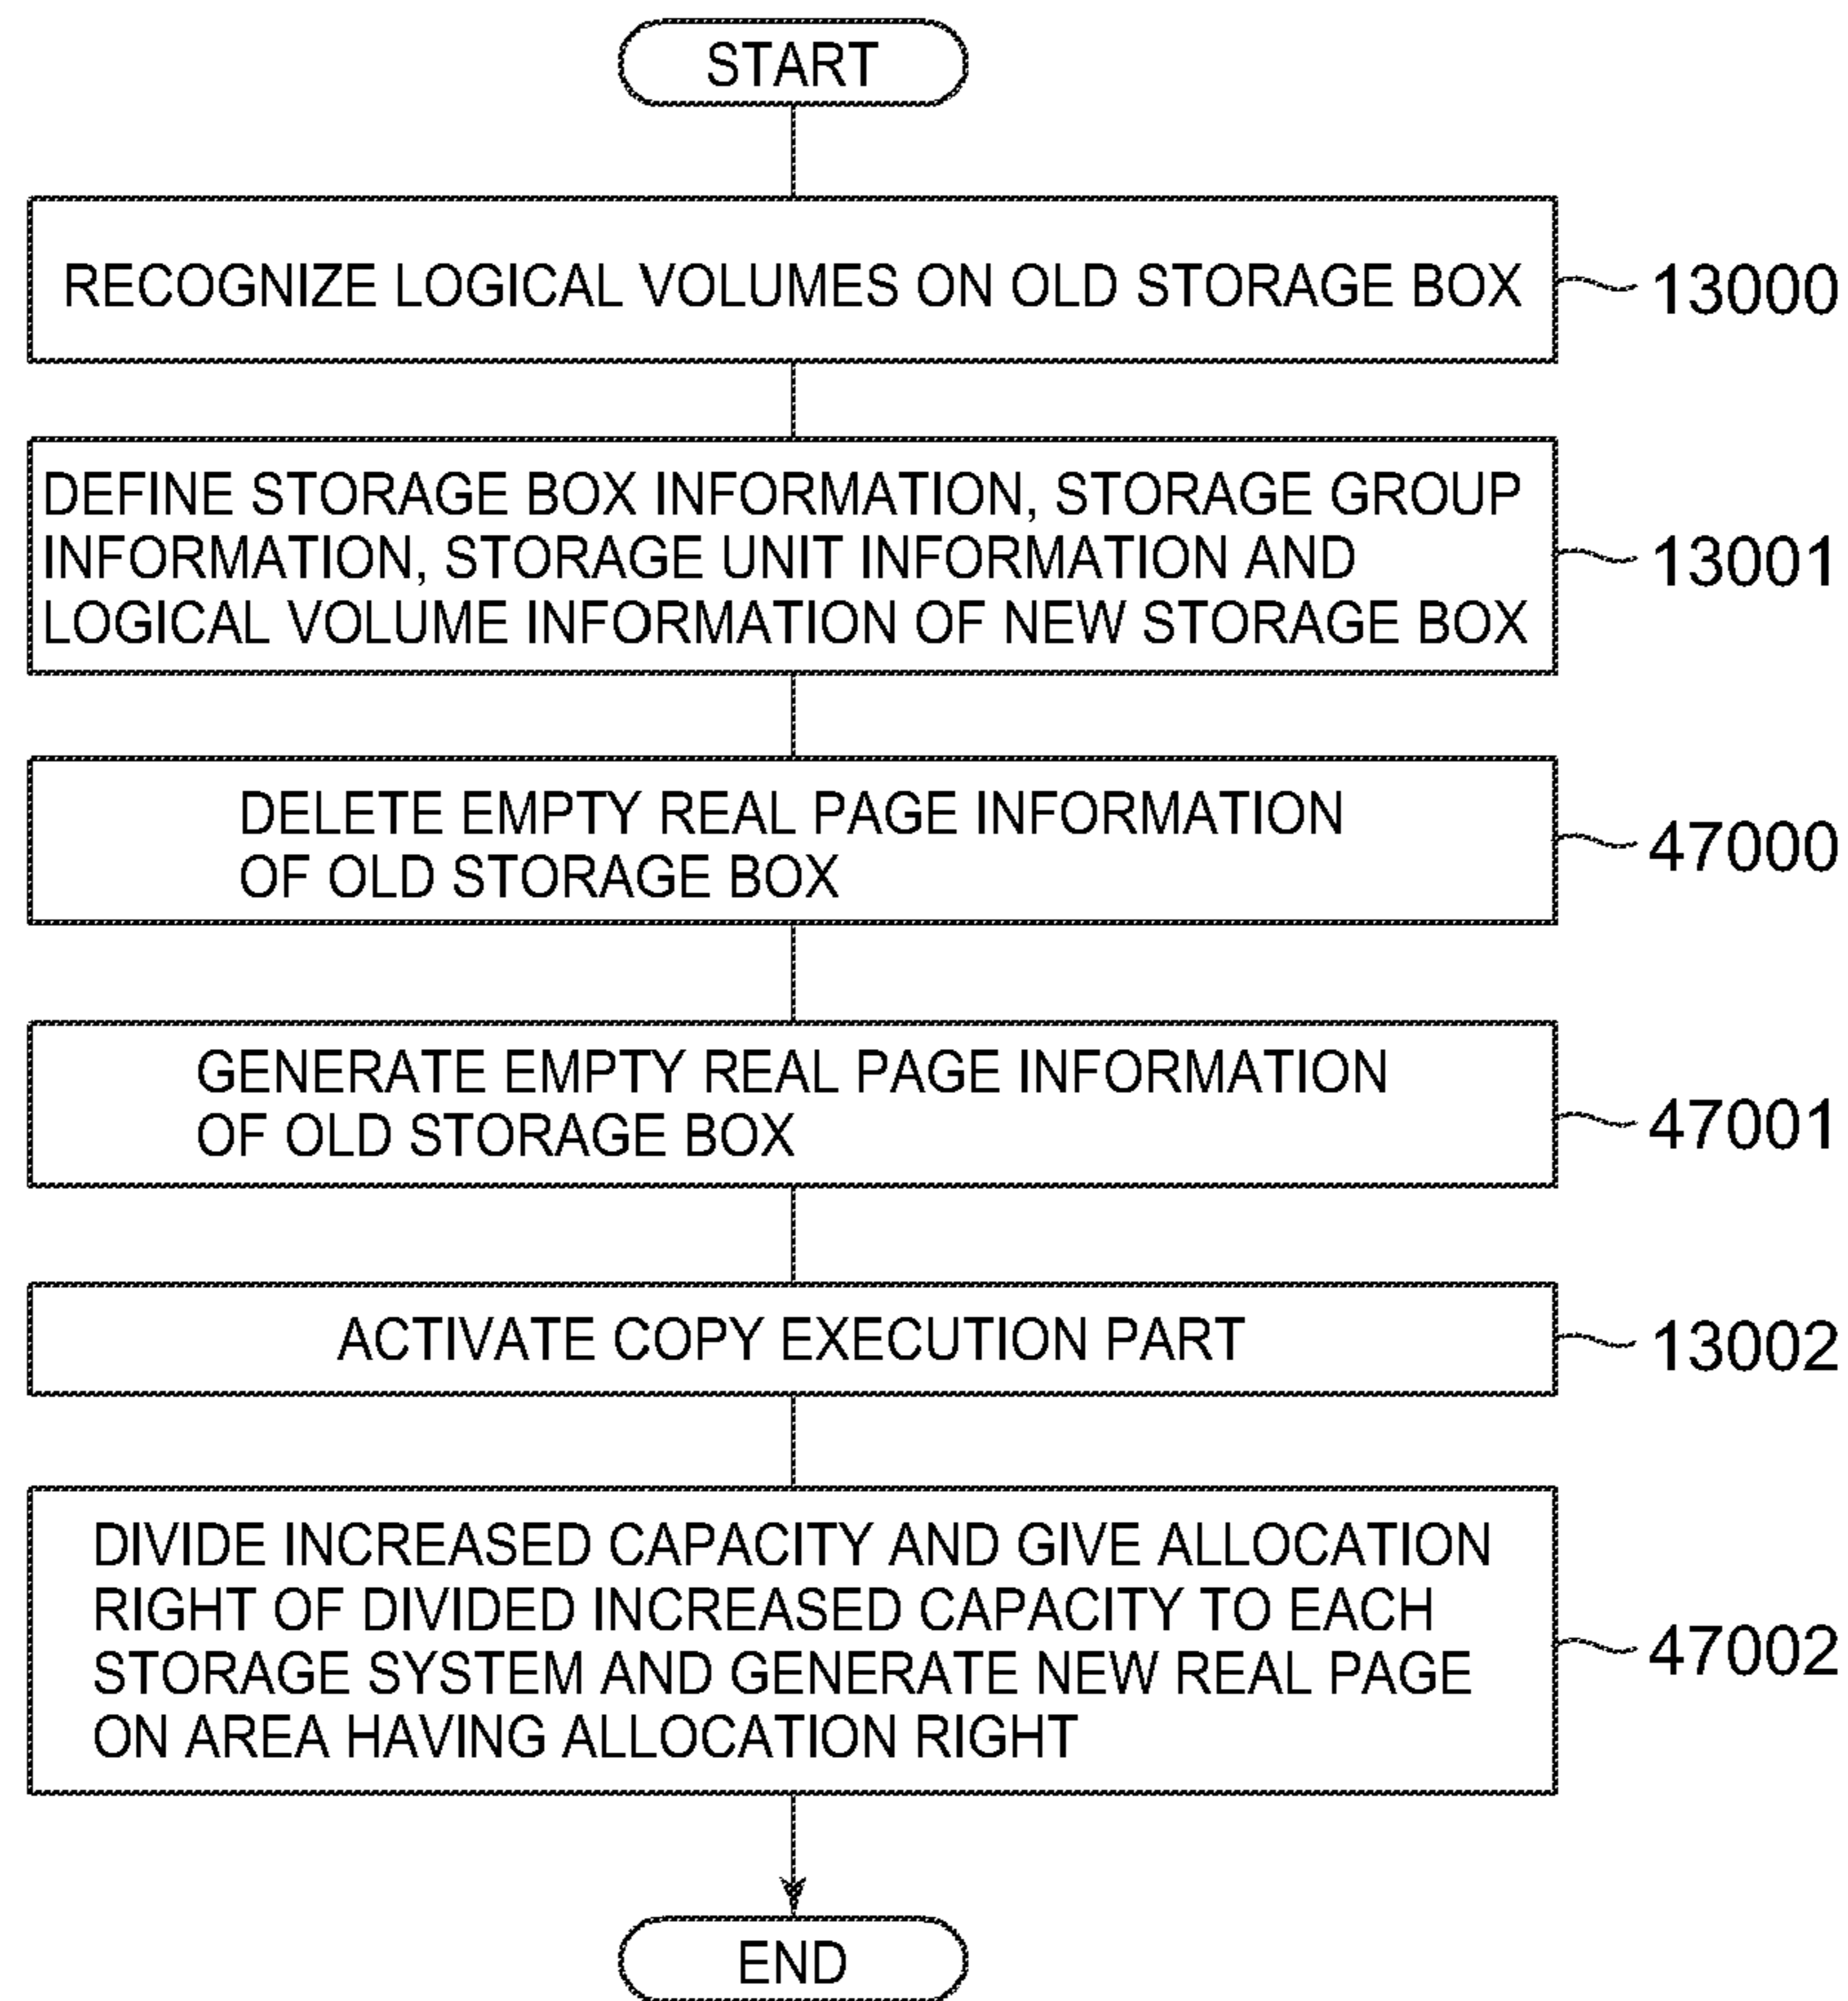 START
RECOGNIZE LOGICAL VOLUMES ON OLD STORAGE BOX
13000
DEFINE STORAGE BOX INFORMATION, STORAGE GROUP
INFORMATION, STORAGE UNIT INFORMATION AND
LOGICAL VOLUME INFORMATION OF NEW STORAGE BOX
13001
DELETE EMPTY REAL PAGE INFORMATION
OF OLD STORAGE BOX
47000
GENERATE EMPTY REAL PAGE INFORMATION
OF OLD STORAGE BOX
47001
ACTIVATE COPY EXECUTION PART
13002
DIVIDE INCREASED CAPACITY AND GIVE ALLOCATION
RIGHT OF DIVIDED INCREASED CAPACITY TO EACH
STORAGE SYSTEM AND GENERATE NEW REAL PAGE
ON AREA HAVING ALLOCATION RIGHT
47002
END